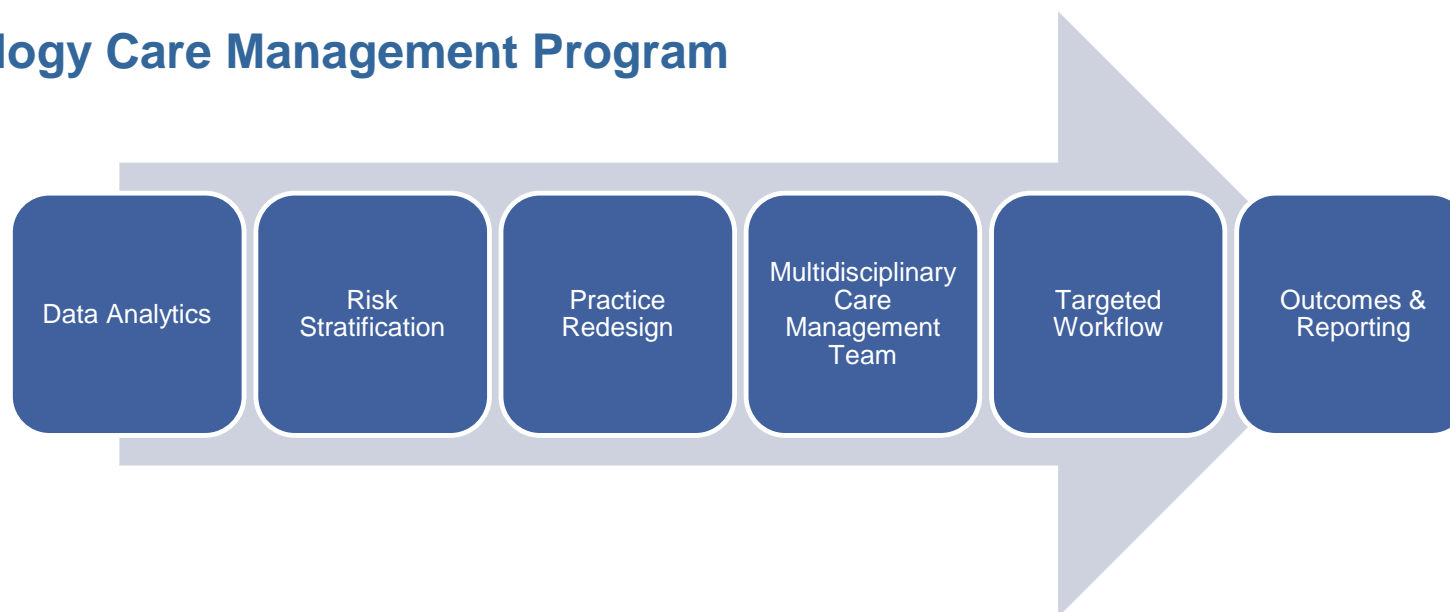 logy Care Management Program
Data Analytics
Risk
Stratification
Practice
Redesign
Multidisciplinary
Care
Management
Team
Targeted
Workflow
Outcomes &
Reporting